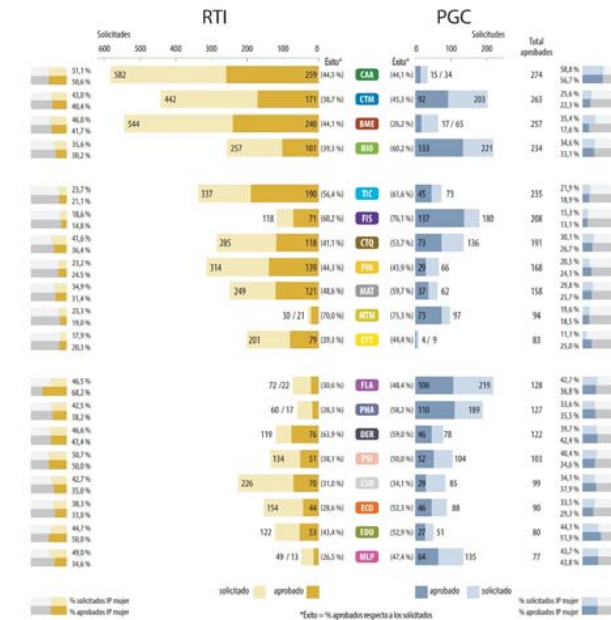 RTI PGC
Solicitudes Solicitudes
600 500 400 300 200 100 0 Éxito* Éxito* 0 100 200 Total aprobados
51,1 % 50,6 % 582 259 (44,5 %) CAA (44,1 %) 15 / 34 274 58,8 % 56,7 %
43,0 % 40,4 % 442 171 (38,7 %) CTM (45,3 %) 92 203 263 25,6 % 22,3 %
46,0 % 41,7 % 544 240 (44,1 %) BME (26,2 %) 17 / 65 257 35,4 % 17,6 %
35,6 % 30,2 % 257 101 (39,3 %) BIO (60,2 %) 133 221 234 34,6 % 33,1 %
23,7 % 21,1 % 337 190 (56,4 %) TIC (61,6 %) 45 73 235 21,9 % 18,9 %
18,6 % 14,8 % 118 71 (60,2 %) FIS (76,1 %) 137 180 208 15,3 % 13,1 %
41,6 % 36,4 % 285 118 (41,3 %) CTQ (53,7 %) 73 136 191 30,1 % 26,7 %
23,2 % 24,5 % 314 139 (44,3 %) PIN (43,9 %) 29 66 168 20,5 % 24,1 %
34,9 % 31,4 % 249 121 (48,6 %) MAT (59,7 %) 37 62 158 29,8 % 25,7 %
23,3 % 19,0 % 30 / 21 (70,0 %) MTM (75,3 %) 73 97 94 19,6 % 18,5 %
17,9 % 20,3 % 201 79 (39,3 %) EYT (44,4 %) 4 / 9 83 11,1 % 25,0 %
46,5 % 68,2 % 72 /22 (30,6 %) FLA (48,4 %) 106 219 128 42,7 % 36,8 %
42,5 % 38,2 % 60 / 17 (28,3 %) PHA (58,2 %) 110 189 127 33,6 % 35,5 %
46,6 % 43,4 % 119 76 (63,9 %) DER (59,0 %) 46 78 122 39,7 % 42,4 %
50,7 % 50,0 % 134 51 (38,1 %) PSI (50,0 %) 52 104 103 40,4 % 34,6 %
42,7 % 35,0 % 226 70 (31,0 %) CSO (34,1 %) 29 85 99 34,1 % 37,9 %
38,3 % 33,0 % 154 44 (28,6 %) ECO (52,3 %) 46 88 90 33,5 % 29,3 %
44,7 % 50,0 % 122 53 (43,4 %) EDU (52,9 %) 27 51 80 44,1 % 51,9 %
49,0 % 34,6 % 49 / 13 (26,5 %) MLP (47,4 %) 64 135 77 43,7 % 43,8 %
solicitado aprobado aprobado solicitado
% solicitados IP mujer % solicitados IP mujer
% aprobados IP mujer % aprobados IP mujer
*Éxito = % aprobados respecto a los solicitados